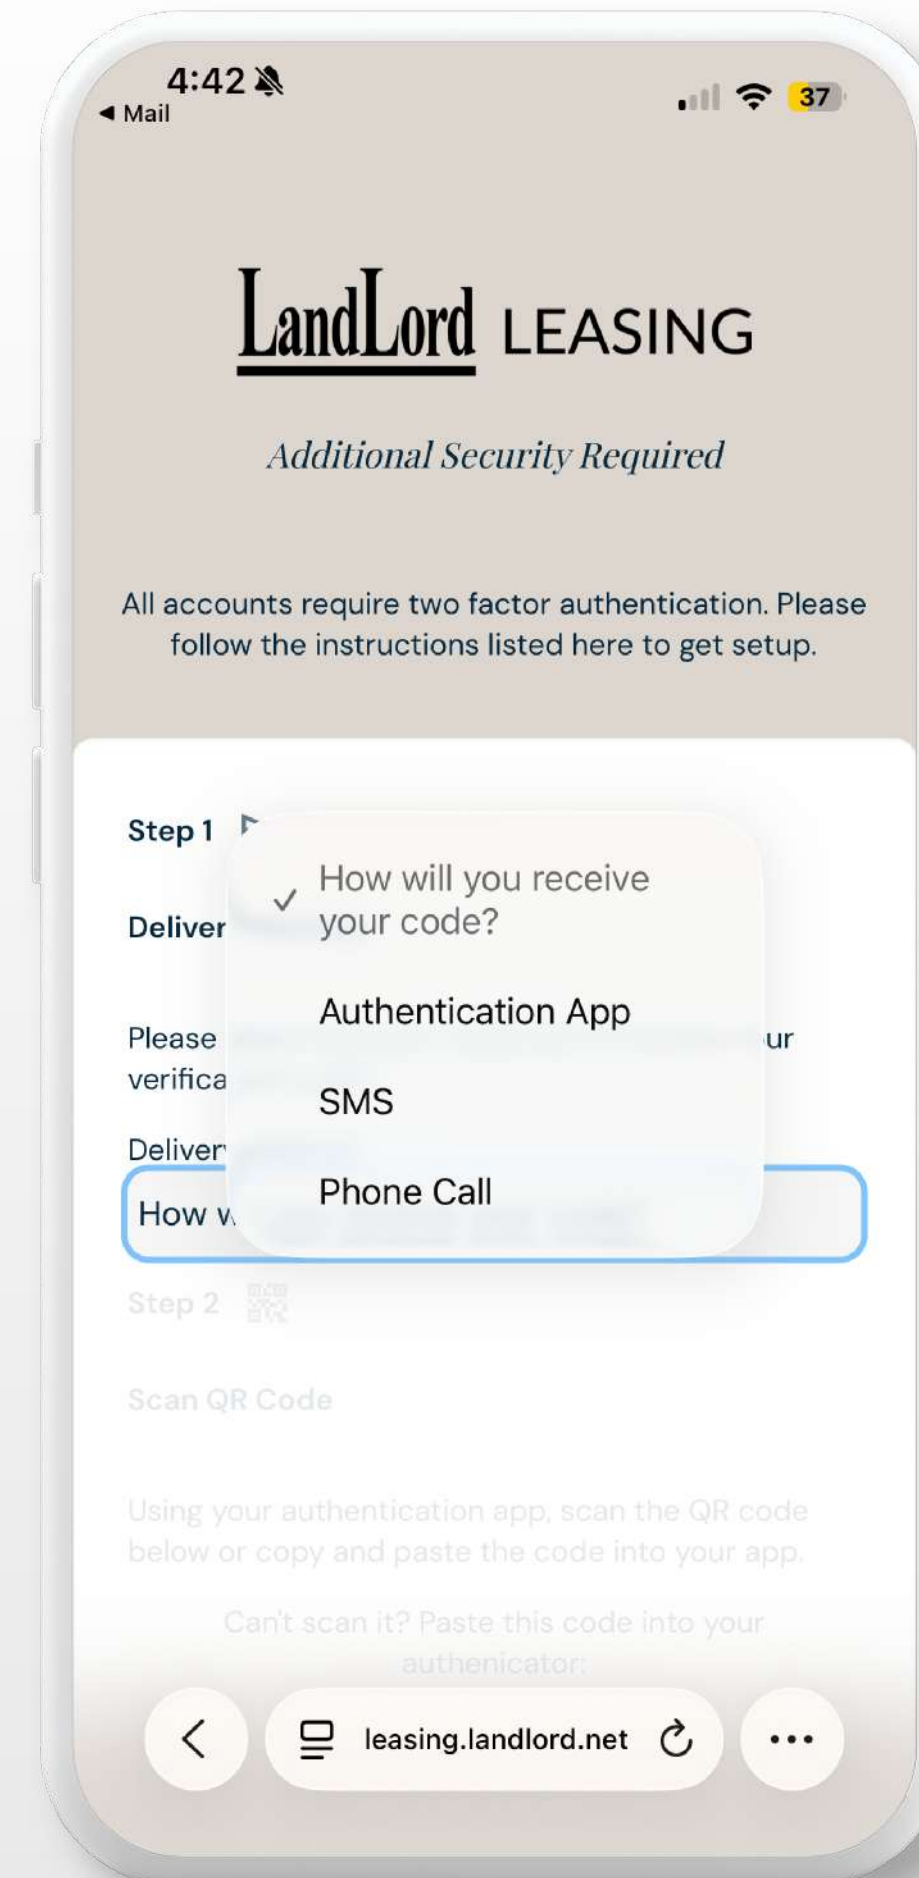 4:42
Mail
37
LandLord LEASING
Additional Security Required
All accounts require two factor authentication. Please
follow the instructions listed here to get setup.
Step 1
Deliver
How will you receive
your code?
Authentication App
SMS
Phone Call
Please
ur
verifica
Deliver
How
Step 2
Scan QR Code
Using your authentication app, scan the QR code
below or copy and paste the code into your app.
Can't scan it? Paste this code into your
authenicator:
leasing.landlord.net